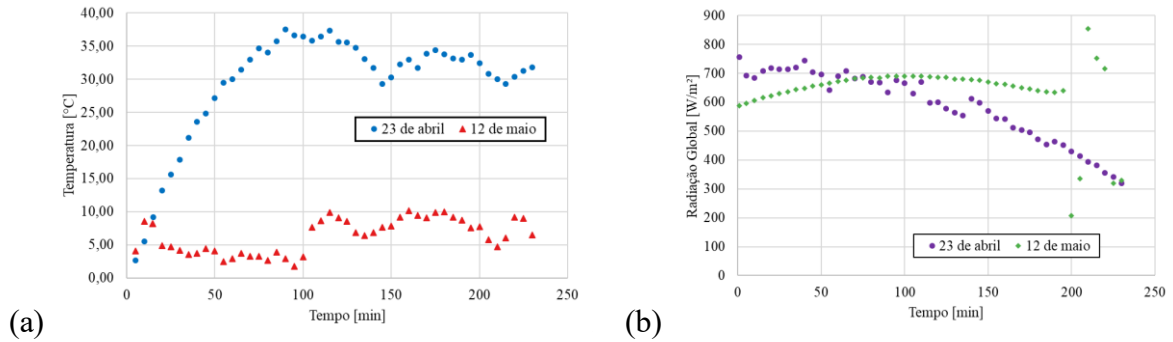 40,00
35,00
30,00
25,00
20,00
15,00
10,00
5,00
0,00
Temperatura [°C]
23 de abril 12 de maio
0 50 100 150 200 250
Tempo [min]
(a)
900
800
700
600
500
400
300
200
100
0
Radiação Global [W/m²]
23 de abril 12 de maio
0 50 100 150 200 250
Tempo [min]
(b)